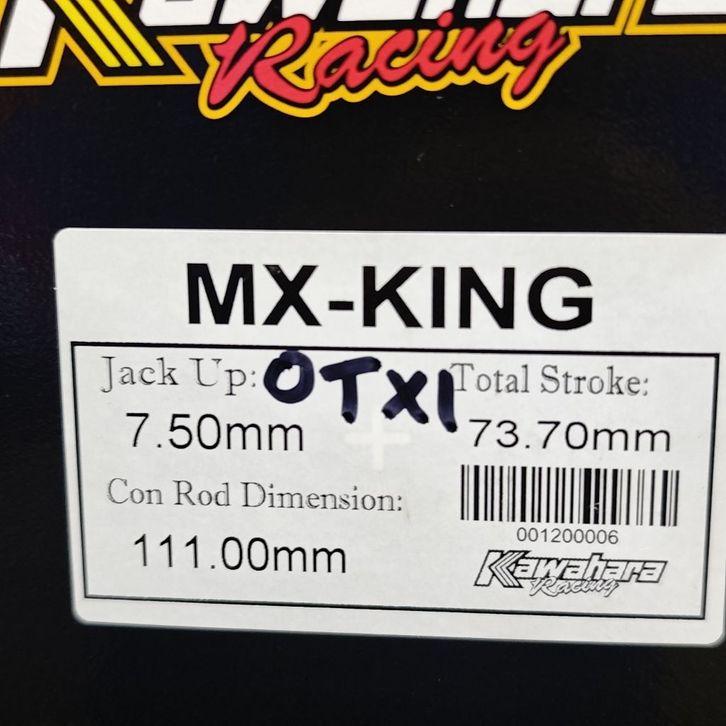 Kawahara
Racing
MX-KING
Jack Up: OTX1 Total Stroke:
7.50mm 73.70mm
Con Rod Dimension:
111.00mm
001200006
Kawahara
Racing